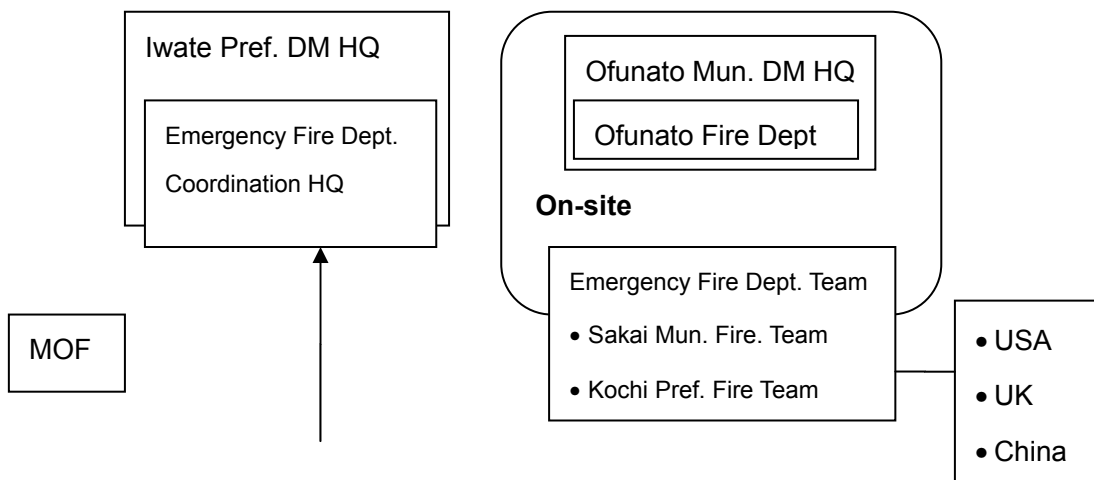 Iwate Pref. DM HQ
Emergency Fire Dept.
Coordination HQ
Ofunato Mun. DM HQ
Ofunato Fire Dept
On-site
Emergency Fire Dept. Team
• Sakai Mun. Fire. Team
• Kochi Pref. Fire Team
MOF
• USA
• UK
• China